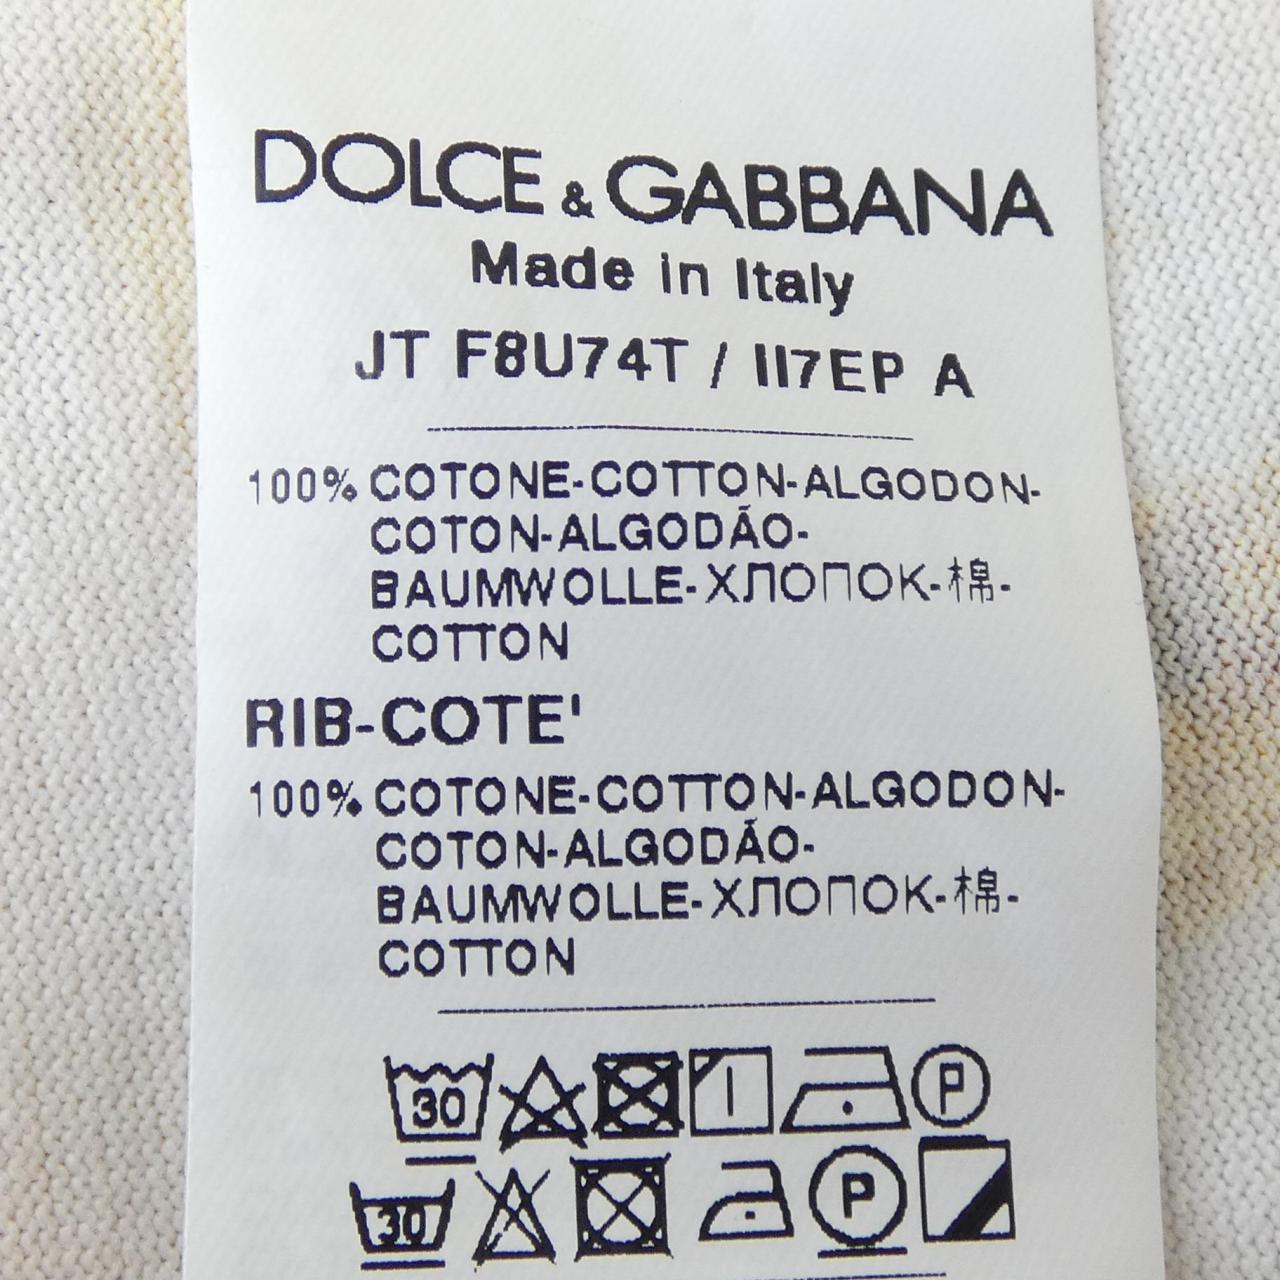 DOLCE & GABBANA
Made in Italy
JT F8U74T / II7EP A
100% COTONE-COTTON-ALGODON-
COTON-ALGODÃO-
BAUMWOLLE-ХЛОПОК-棉-
COTTON
RIB-COTE'
100% COTONE-COTTON-ALGODON-
COTON-ALGODÃO-
BAUMWOLLE-ХЛОПОК-棉-
COTTON
30 P
30 P